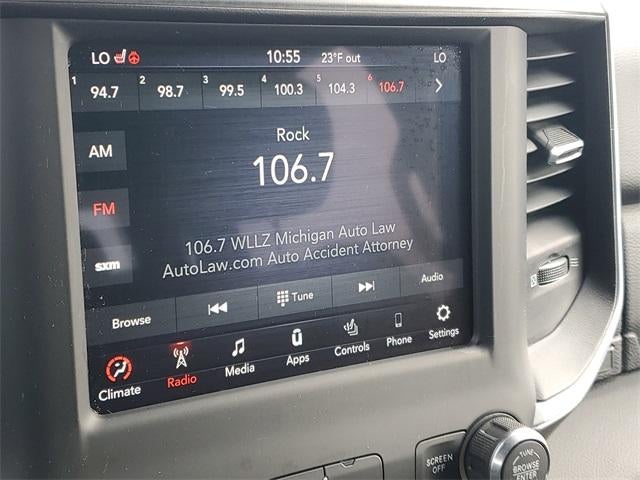 LO 10:55 23°F out LO
1 94.7 2 98.7 3 99.5 4 100.3 5 104.3 6 106.7
AM
Rock
106.7
FM
sxm
106.7 WLLZ Michigan Auto Law
AutoLaw.com Auto Accident Attorney
Browse Tune Audio
Climate Radio Media Apps Controls Phone Settings
SCREEN
OFF
TUNE
BROWSE
ENTER